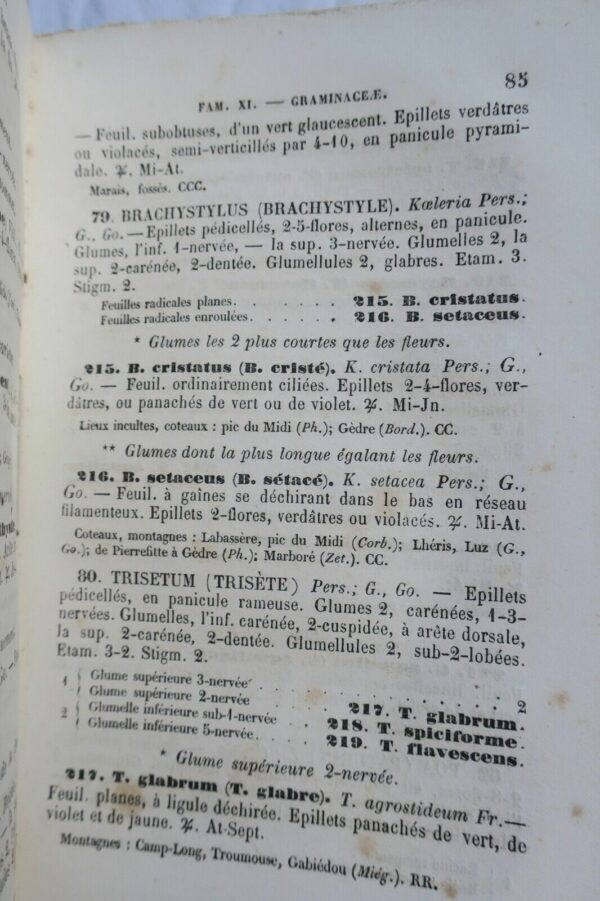 85
FAM. XI. — GRAMINACEÆ.
— Feuil. subobtuses, d'un vert glaucescent. Epillets verdâtres
ou violacés, semi-verticillés par 4-10, en panicule pyrami-
dale. ♃. Mi-At.
Marais, fossés. CCC.
79. BRACHYSTYLUS (BRACHYSTYLE). Kœleria Pers.;
G., Go. — Epillets pédicellés, 2-5-flores, alternes, en panicule.
Glumes, l'inf. 1-nervée, — la sup. 3-nervée. Glumelles 2, la
sup. 2-carénée, 2-dentée. Glumellules 2, glabres. Etam. 3.
Stigm. 2.
Feuilles radicales planes. . . . . . 215. B. cristatus.
Feuilles radicales enroulées. . . . . 216. B. setaceus.
* Glumes les 2 plus courtes que les fleurs.
215. B. cristatus (B. cristé). K. cristata Pers.; G.,
Go. — Feuil. ordinairement ciliées. Epillets 2-4-flores, ver-
dâtres, ou panachés de vert ou de violet. ♃. Mi-Jn.
Lieux incultes, coteaux : pic du Midi (Ph.); Gèdre (Bord.). CC.
** Glumes dont la plus longue égalant les fleurs.
216. B. setaceus (B. sétacé). K. setacea Pers.; G.,
Go. — Feuil. à gaines se déchirant dans le bas en réseau
filamenteux. Epillets 2-flores, verdâtres ou violacés. ♃. Mi-At.
Coteaux, montagnes : Labassère, pic du Midi (Corb.); Lhéris, Luz (G.,
Go.); de Pierrefitte à Gèdre (Ph.); Marboré (Zet.). CC.
80. TRISETUM (TRISÈTE) Pers.; G., Go. — Epillets
pédicellés, en panicule rameuse. Glumes 2, carénées, 1-3-
nervées. Glumelles, l'inf. carénée, 2-cuspidée, à arête dorsale,
la sup. 2-carénée, 2-dentée. Glumellules 2, sub-2-lobées.
Etam. 3-2. Stigm. 2.
1 { Glume supérieure 3-nervée . . . . . . . . 2
{ Glume supérieure 2-nervée . . . . 217. T. glabrum.
2 { Glumelle inférieure sub-1-nervée . . . 218. T. spiciforme.
{ Glumelle inférieure 5-nervée. . . . 219. T. flavescens.
* Glume supérieure 2-nervée.
217. T. glabrum (T. glabre). T. agrostideum Fr. —
Feuil. planes, à ligule déchirée. Epillets panachés de vert, de
violet et de jaune. ♃. At-Sept.
Montagnes : Camp-Long, Troumouse, Gabiédou (Miég.). RR.